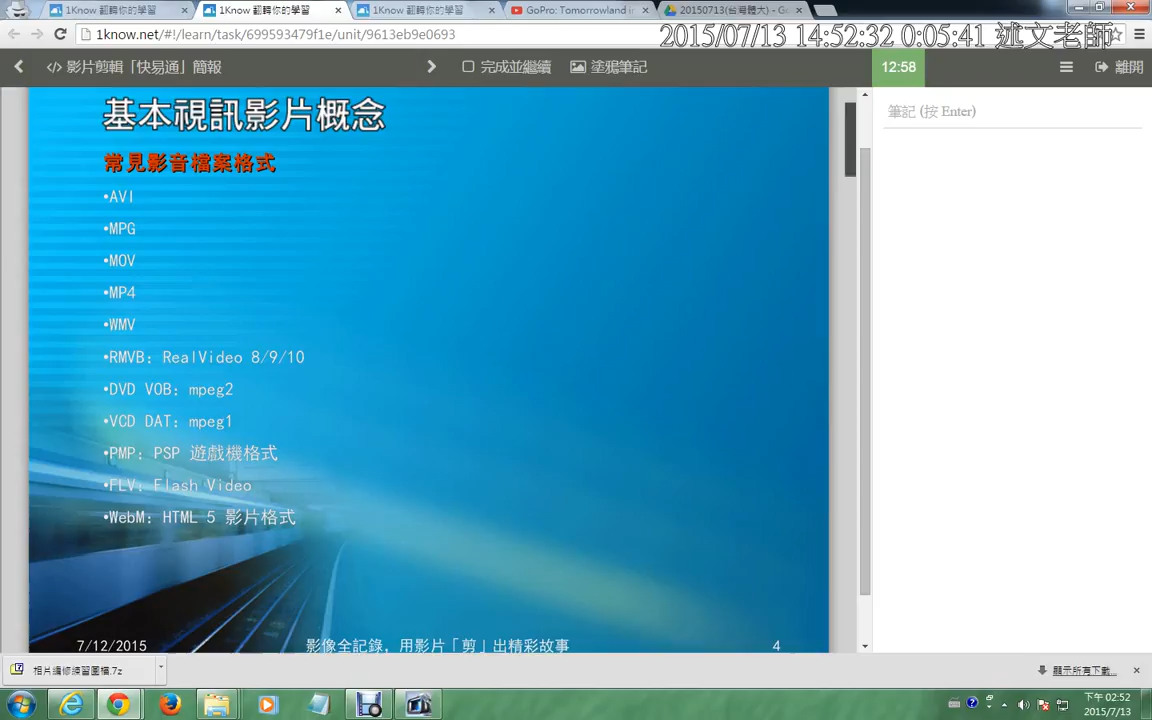 1Know 翻轉你的學習
1Know 翻轉你的學習
1Know 翻轉你的學習
GoPro: Tomorrowland in
20150713(台灣體大) - Go
1know.net/#!/learn/task/699593479f1e/unit/9613eb9e0693
2015/07/13 14:52:32 0:05:41 述文老師
</> 影片剪輯「快易通」簡報
完成並繼續
塗鴉筆記
12:58
離開
筆記 (按 Enter)
基本視訊影片概念
常見影音檔案格式
•AVI
•MPG
•MOV
•MP4
•WMV
•RMVB: RealVideo 8/9/10
•DVD VOB: mpeg2
•VCD DAT: mpeg1
•PMP: PSP 遊戲機格式
•FLV、Flash Video
•WebM: HTML 5 影片格式
7/12/2015
影像全記錄，用影片「剪」出精彩故事
4
相片編修練習圖檔.7z
顯示所有下載...
下午 02:52
2015/7/13